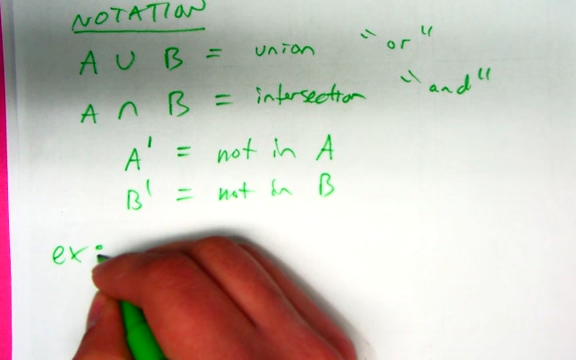 NOTATION
A ∪ B = union "or"
A ∩ B = intersection "and"
A' = not in A
B' = not in B
ex: